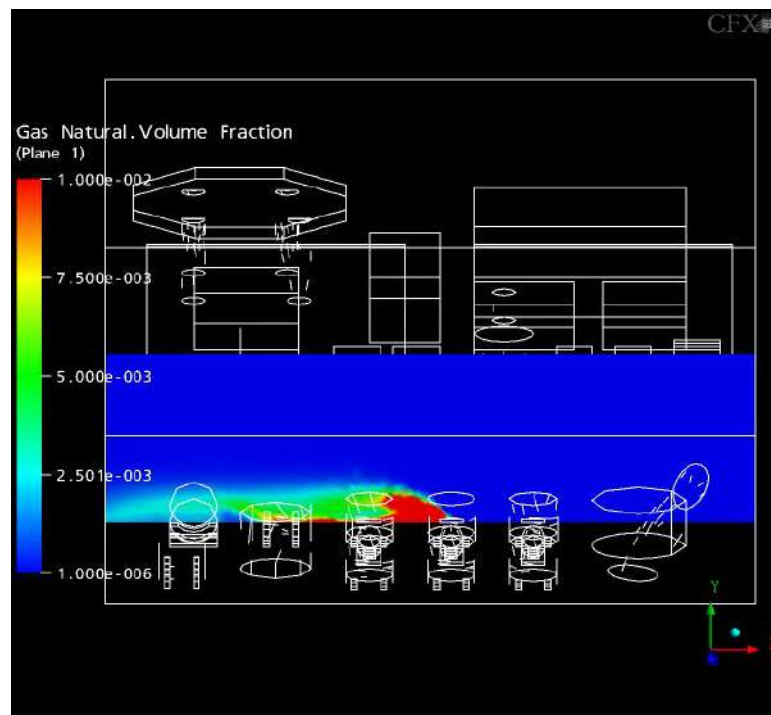 CFX
Gas Natural.Volume Fraction
(Plane 1)
1.000e-002
7.500e-003
5.000e-003
2.501e-003
1.000e-006
Y